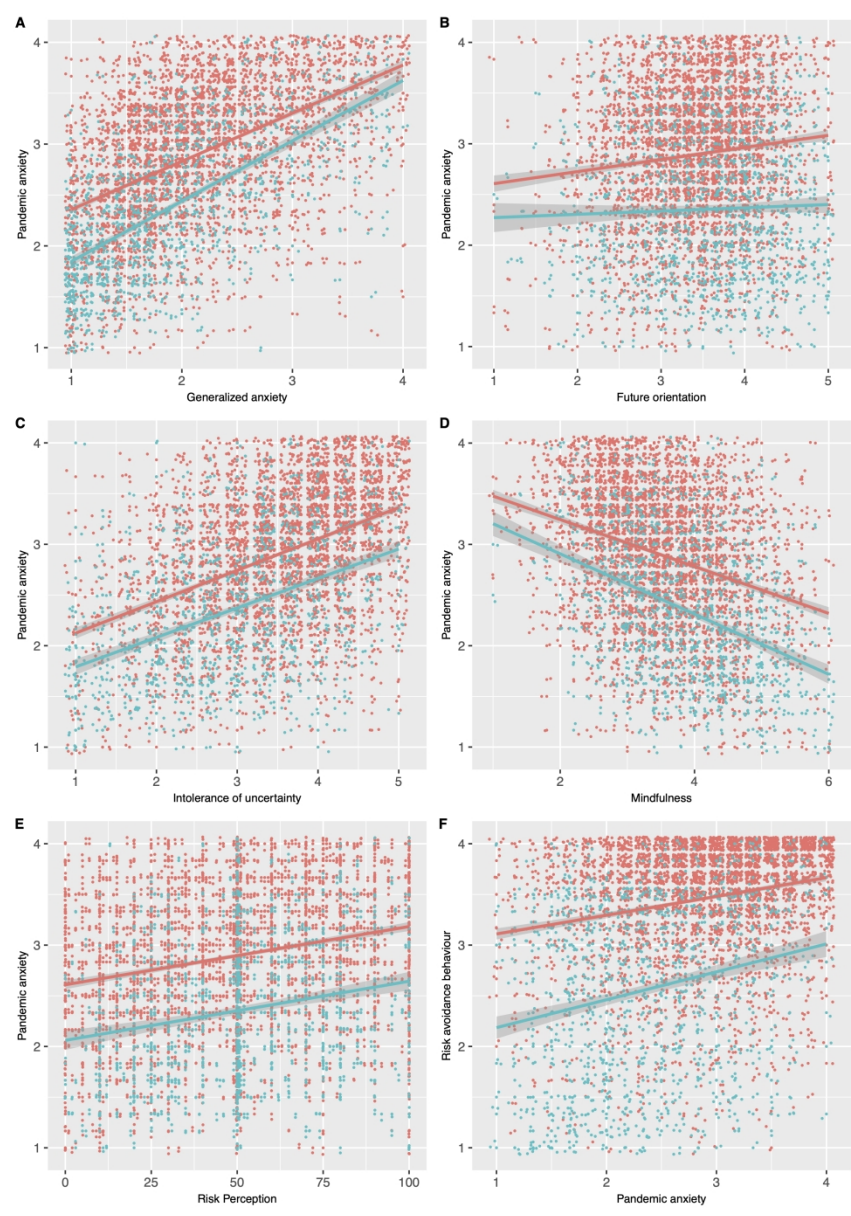 A
4
3
2
1
Pandemic anxiety
1 2 3 4
Generalized anxiety
B
4
3
2
1
Pandemic anxiety
1 2 3 4 5
Future orientation
C
4
3
2
1
Pandemic anxiety
1 2 3 4 5
Intolerance of uncertainty
D
4
3
2
1
Pandemic anxiety
2 4 6
Mindfulness
E
4
3
2
1
Pandemic anxiety
0 25 50 75 100
Risk Perception
F
4
3
2
1
Risk avoidance behaviour
1 2 3 4
Pandemic anxiety